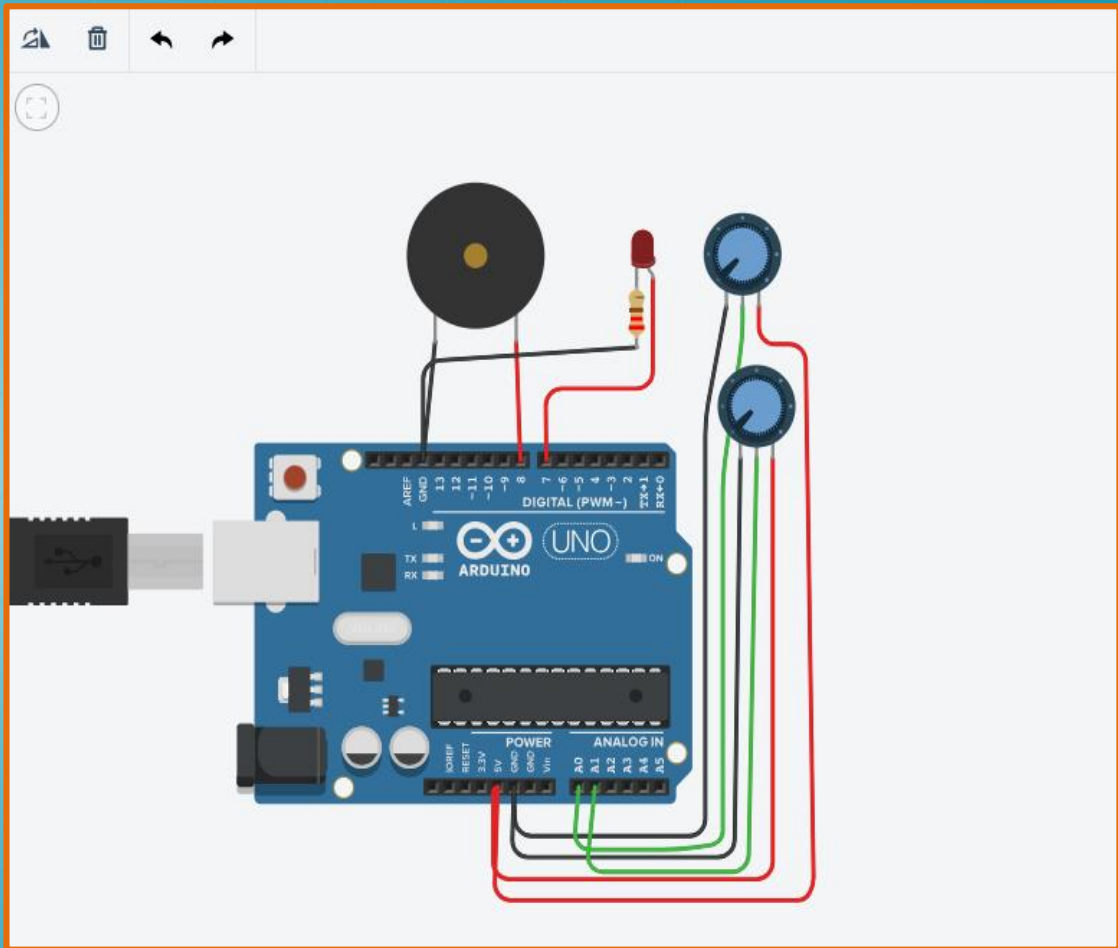 AREF
GND
13
12
~11
~10
~9
8
7
~6
~5
4
~3
2
TX→1
RX←0
DIGITAL (PWM~)
L
TX
RX
UNO
ON
ARDUINO
POWER
ANALOG IN
IOREF
RESET
3.3V
5V
GND
GND
Vin
A0
A1
A2
A3
A4
A5